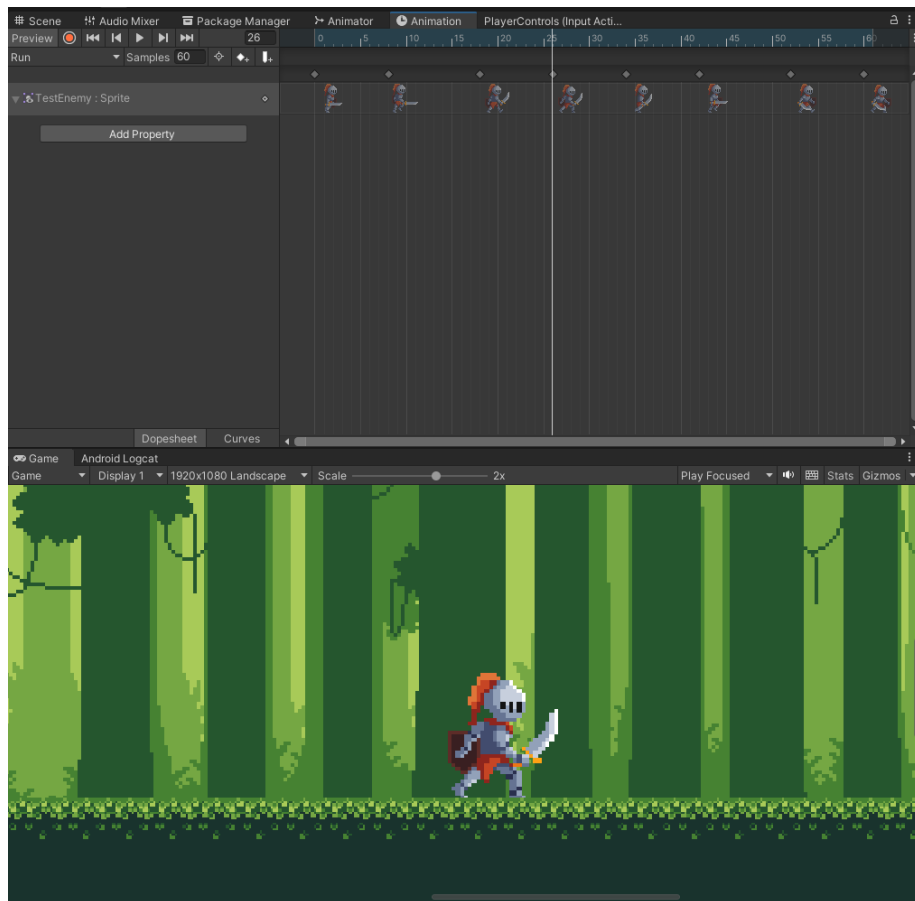 Scene Audio Mixer Package Manager Animator Animation PlayerControls (Input Acti...
Preview 26 0 5 10 15 20 25 30 35 40 45 50 55 60
Run Samples 60
TestEnemy : Sprite
Add Property
Dopesheet Curves
Game Android Logcat
Game Display 1 1920x1080 Landscape Scale 2x Play Focused Stats Gizmos